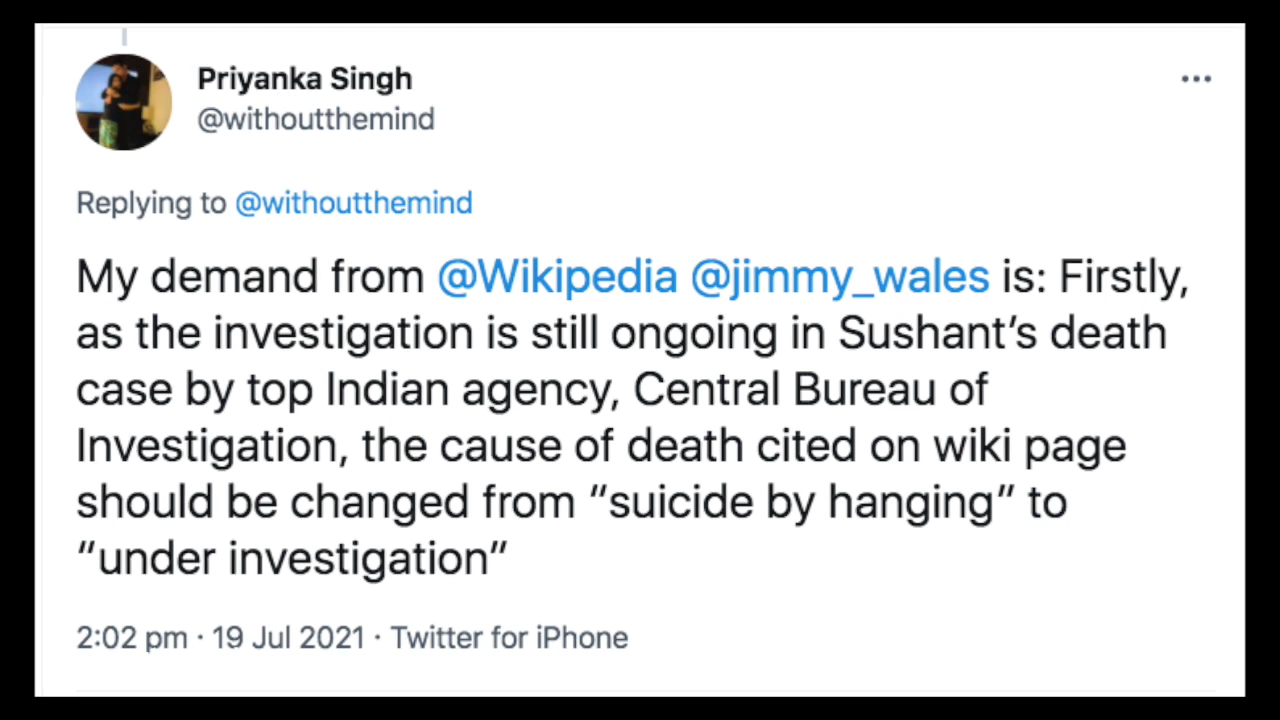 Priyanka Singh
@withoutthemind
Replying to @withoutthemind
My demand from @Wikipedia @jimmy_wales is: Firstly,
as the investigation is still ongoing in Sushant’s death
case by top Indian agency, Central Bureau of
Investigation, the cause of death cited on wiki page
should be changed from “suicide by hanging” to
“under investigation”
2:02 pm · 19 Jul 2021 · Twitter for iPhone